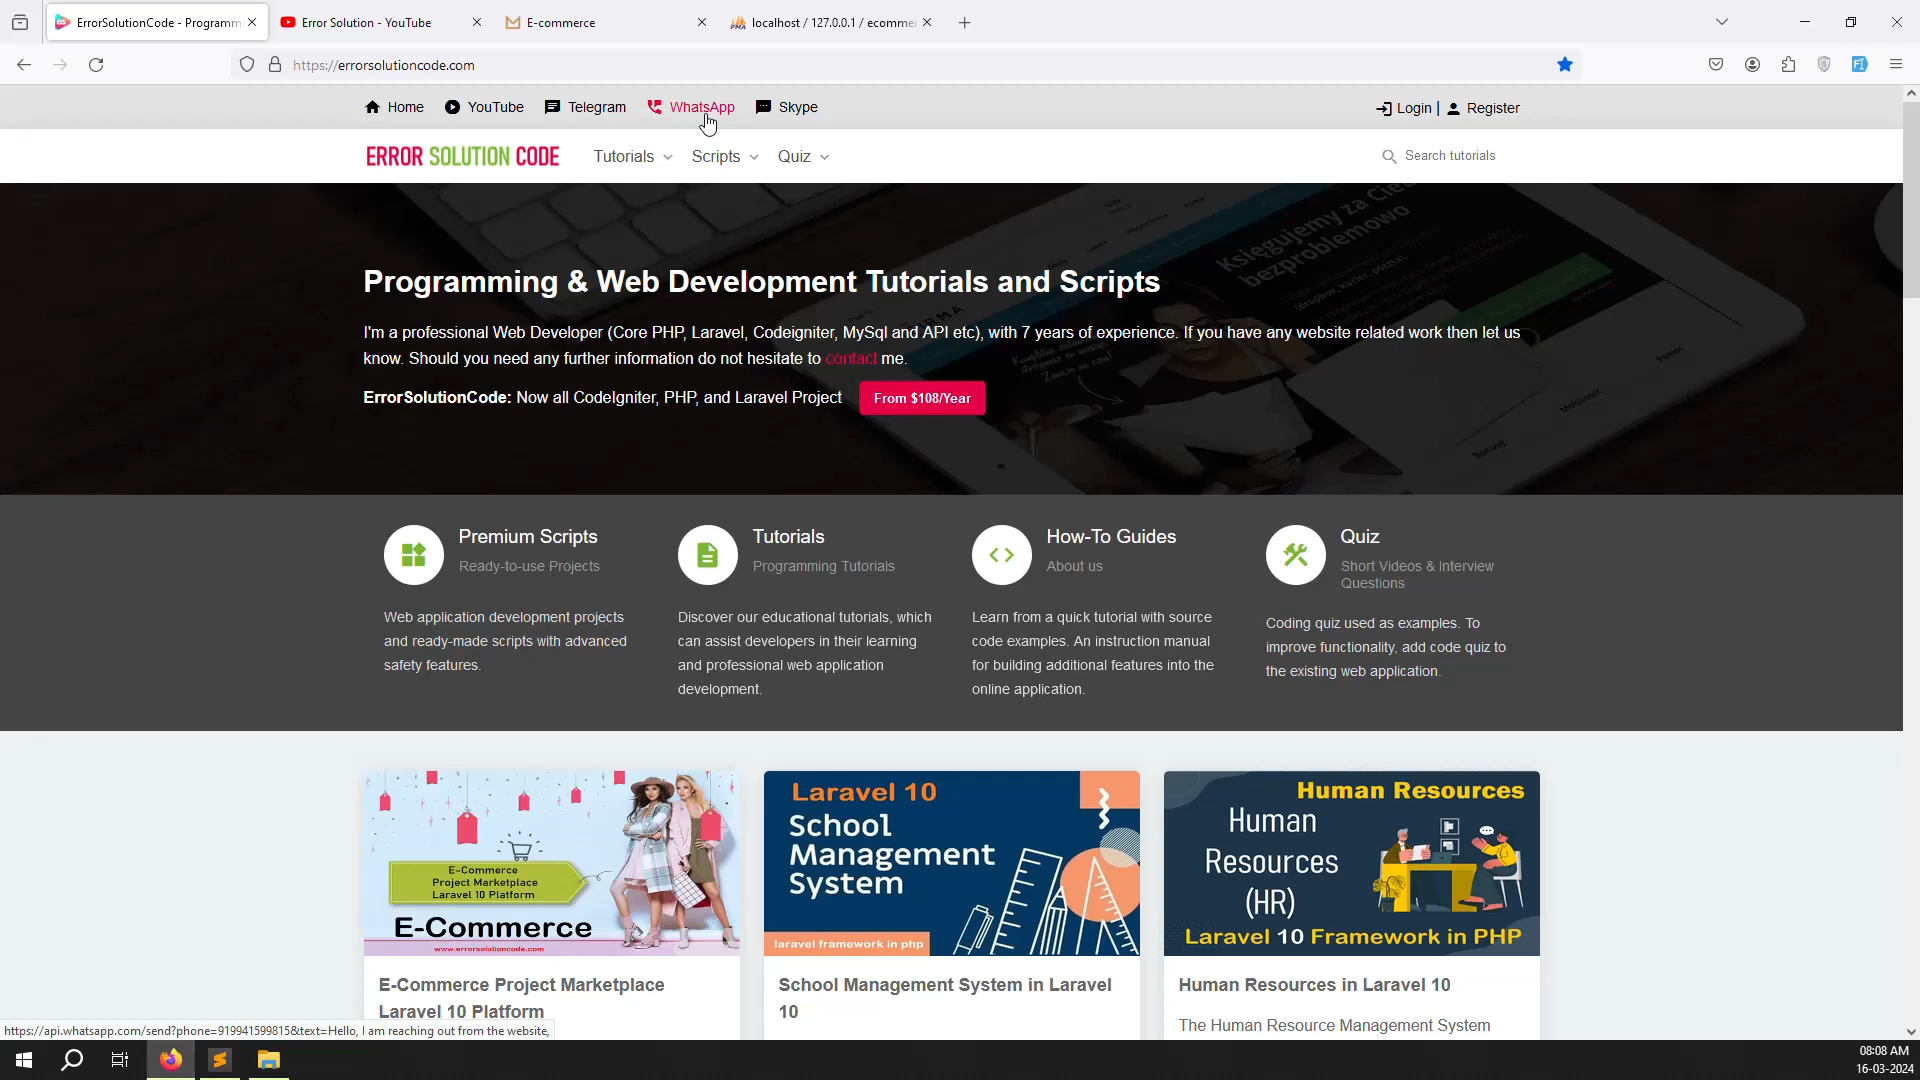 ErrorSolutionCode - Programm
Error Solution - YouTube
E-commerce
localhost / 127.0.0.1 / ecomme
https://errorsolutioncode.com
Home
YouTube
Telegram
WhatsApp
Skype
Login | Register
ERROR SOLUTION CODE
Tutorials
Scripts
Quiz
Search tutorials
Programming & Web Development Tutorials and Scripts
I'm a professional Web Developer (Core PHP, Laravel, Codeigniter, MySql and API etc), with 7 years of experience. If you have any website related work then let us
know. Should you need any further information do not hesitate to contact me.
ErrorSolutionCode: Now all CodeIgniter, PHP, and Laravel Project
From $108/Year
Księgujemy za Cie
bezproblemowo
Premium Scripts
Ready-to-use Projects
Web application development projects
and ready-made scripts with advanced
safety features.
Tutorials
Programming Tutorials
Discover our educational tutorials, which
can assist developers in their learning
and professional web application
development.
How-To Guides
About us
Learn from a quick tutorial with source
code examples. An instruction manual
for building additional features into the
online application.
Quiz
Short Videos & Interview
Questions
Coding quiz used as examples. To
improve functionality, add code quiz to
the existing web application.
E-Commerce
Project Marketplace
Laravel 10 Platform
E-Commerce
www.errorsolutioncode.com
E-Commerce Project Marketplace
Laravel 10 Platform
Laravel 10
School
Management
System
laravel framework in php
School Management System in Laravel
10
Human Resources
Human
Resources
(HR)
Laravel 10 Framework in PHP
Human Resources in Laravel 10
The Human Resource Management System
https://api.whatsapp.com/send?phone=919941599815&text=Hello, I am reaching out from the website,
08:08 AM
16-03-2024